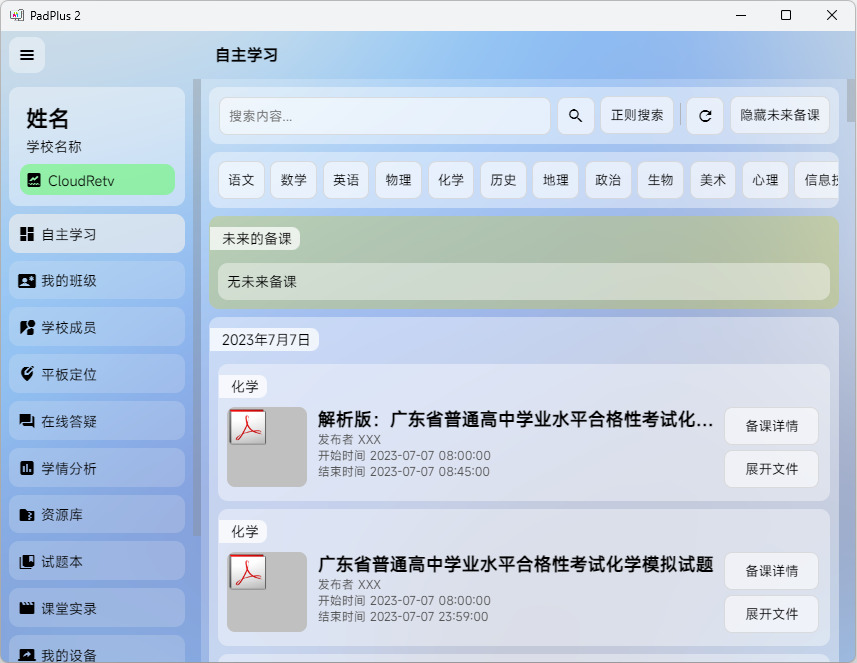 PadPlus 2
自主学习
姓名
学校名称
CloudRetv
自主学习
我的班级
学校成员
平板定位
在线答疑
学情分析
资源库
试题本
课堂实录
我的设备
搜索内容...
正则搜索
隐藏未来备课
语文 数学 英语 物理 化学 历史 地理 政治 生物 美术 心理 信息技
未来的备课
无未来备课
2023年7月7日
化学
解析版：广东省普通高中学业水平合格性考试化...
发布者 XXX
开始时间 2023-07-07 08:00:00
结束时间 2023-07-07 08:45:00
备课详情
展开文件
化学
广东省普通高中学业水平合格性考试化学模拟试题
发布者 XXX
开始时间 2023-07-07 08:00:00
结束时间 2023-07-07 23:59:00
备课详情
展开文件